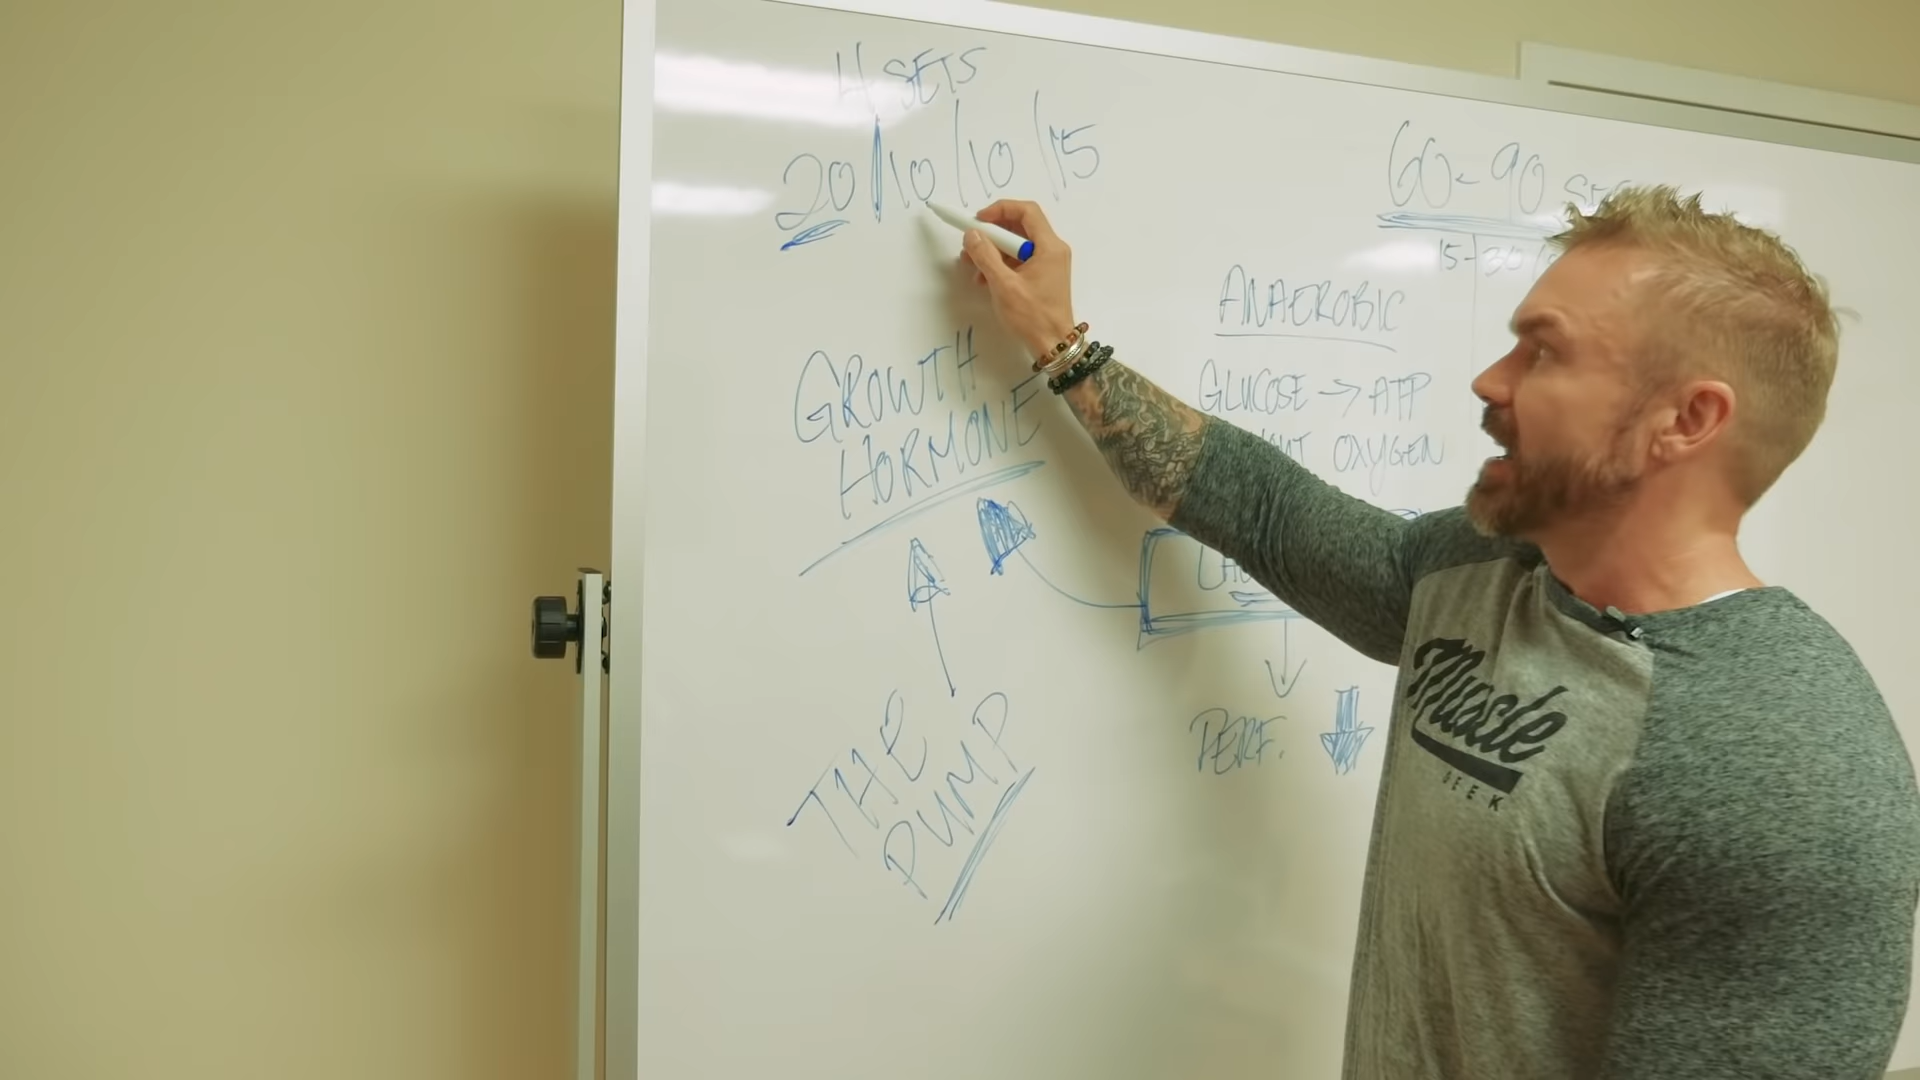 4 SETS
20/10/10/15
GROWTH
HORMONE
THE
PUMP
60-90
15-30
ANAEROBIC
GLUCOSE → ATP
OXYGEN
PERF.
Muscle
GEEK